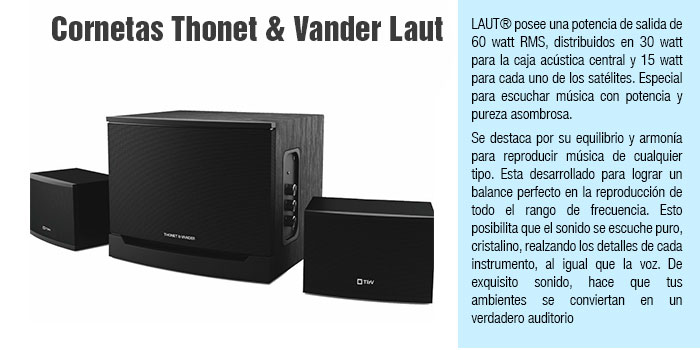 Cornetas Thonet & Vander Laut
LAUT® posee una potencia de salida de
60 watt RMS, distribuidos en 30 watt
para la caja acústica central y 15 watt
para cada uno de los satélites. Especial
para escuchar música con potencia y
pureza asombrosa.
Se destaca por su equilibrio y armonía
para reproducir música de cualquier
tipo. Esta desarrollado para lograr un
balance perfecto en la reproducción de
todo el rango de frecuencia. Esto
posibilita que el sonido se escuche puro,
cristalino, realzando los detalles de cada
instrumento, al igual que la voz. De
exquisito sonido, hace que tus
ambientes se conviertan en un
verdadero auditorio
THONET & VANDER